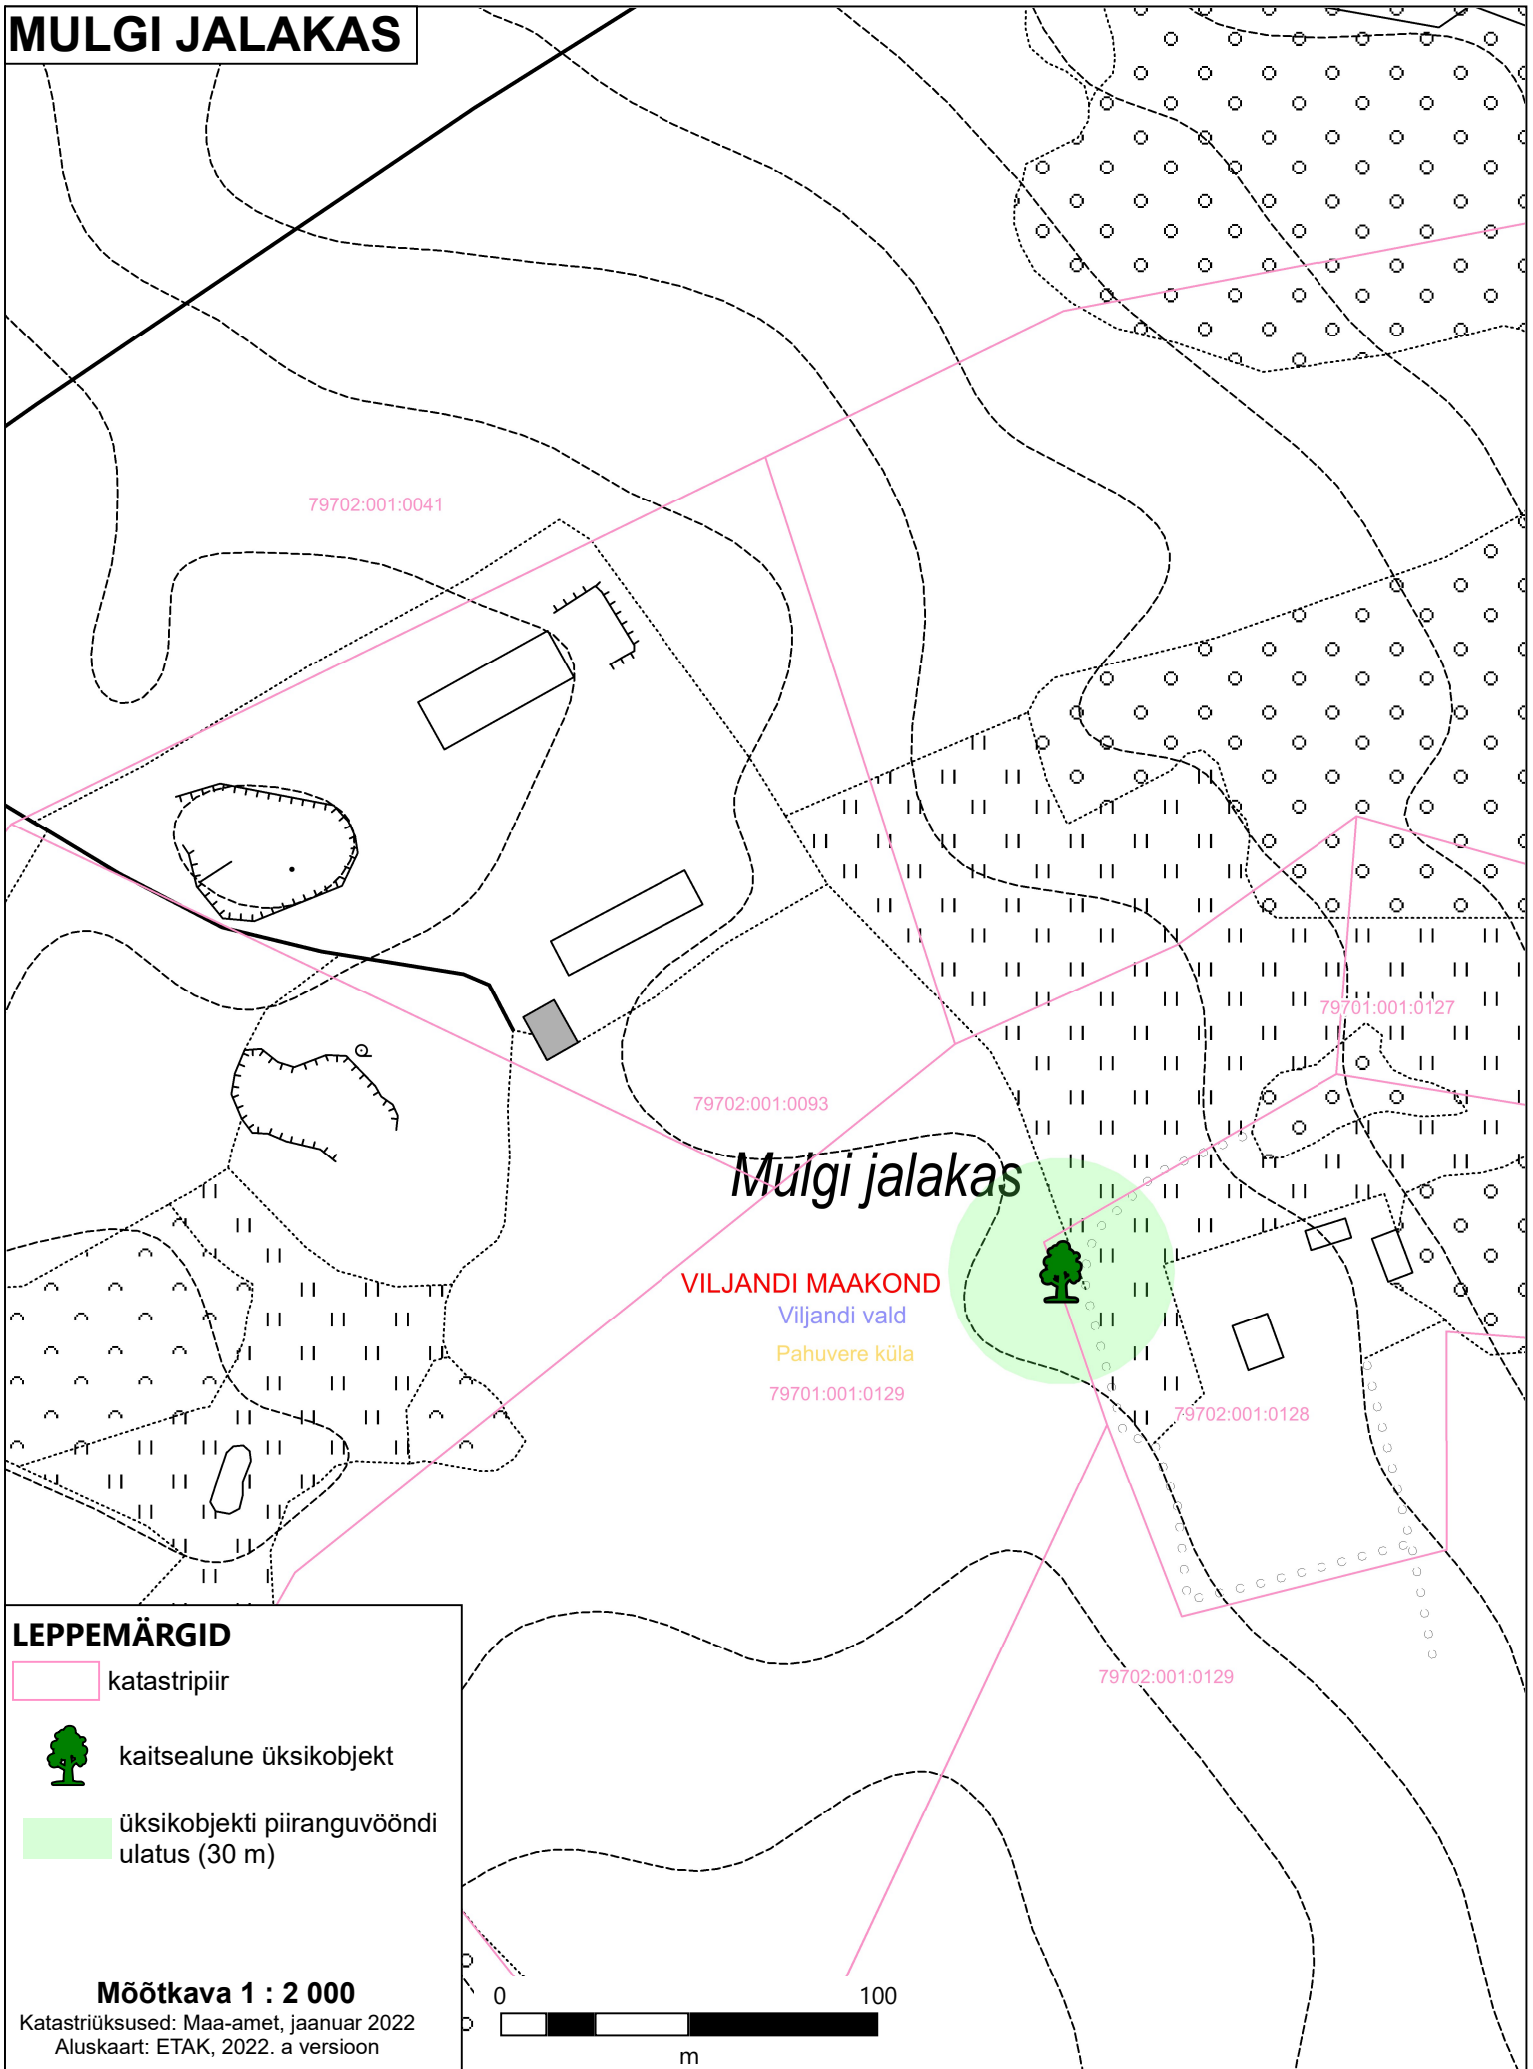 MULGI JALAKAS
79702:001:0041
79701:001:0127
79702:001:0093
Mulgi jalakas
VILJANDI MAAKOND
Viljandi vald
Pahuvere küla
79701:001:0129
79702:001:0128
79702:001:0129
LEPPEMÄRGID
katastripiir
kaitsealune üksikobjekt
üksikobjekti piiranguvööndi
ulatus (30 m)
Mõõtkava 1 : 2 000
Katastriüksused: Maa-amet, jaanuar 2022
Aluskaart: ETAK, 2022. a versioon
0 100
m